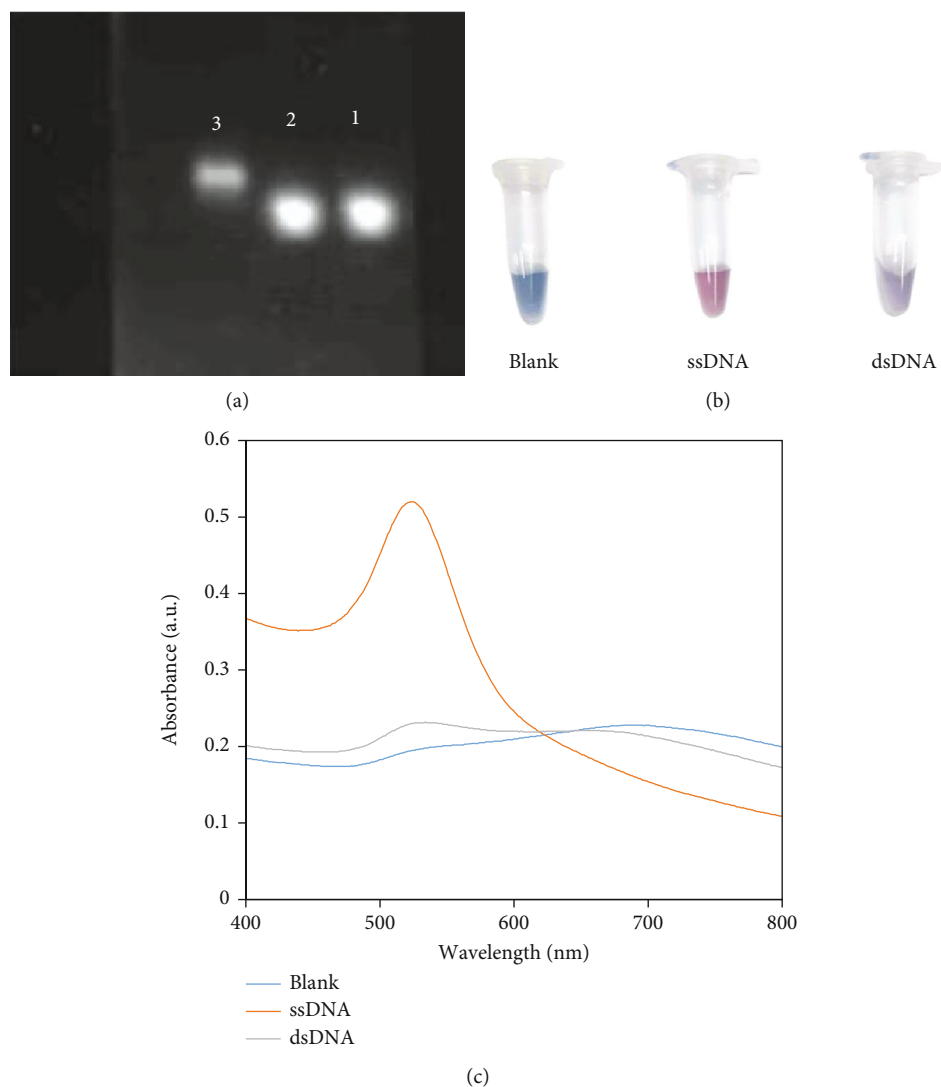 3 2 1
Blank ssDNA dsDNA
(a) (b)
0.6
0.5
0.4
0.3
0.2
0.1
0
Absorbance (a.u.)
400 500 600 700 800
Wavelength (nm)
Blank
ssDNA
dsDNA
(c)